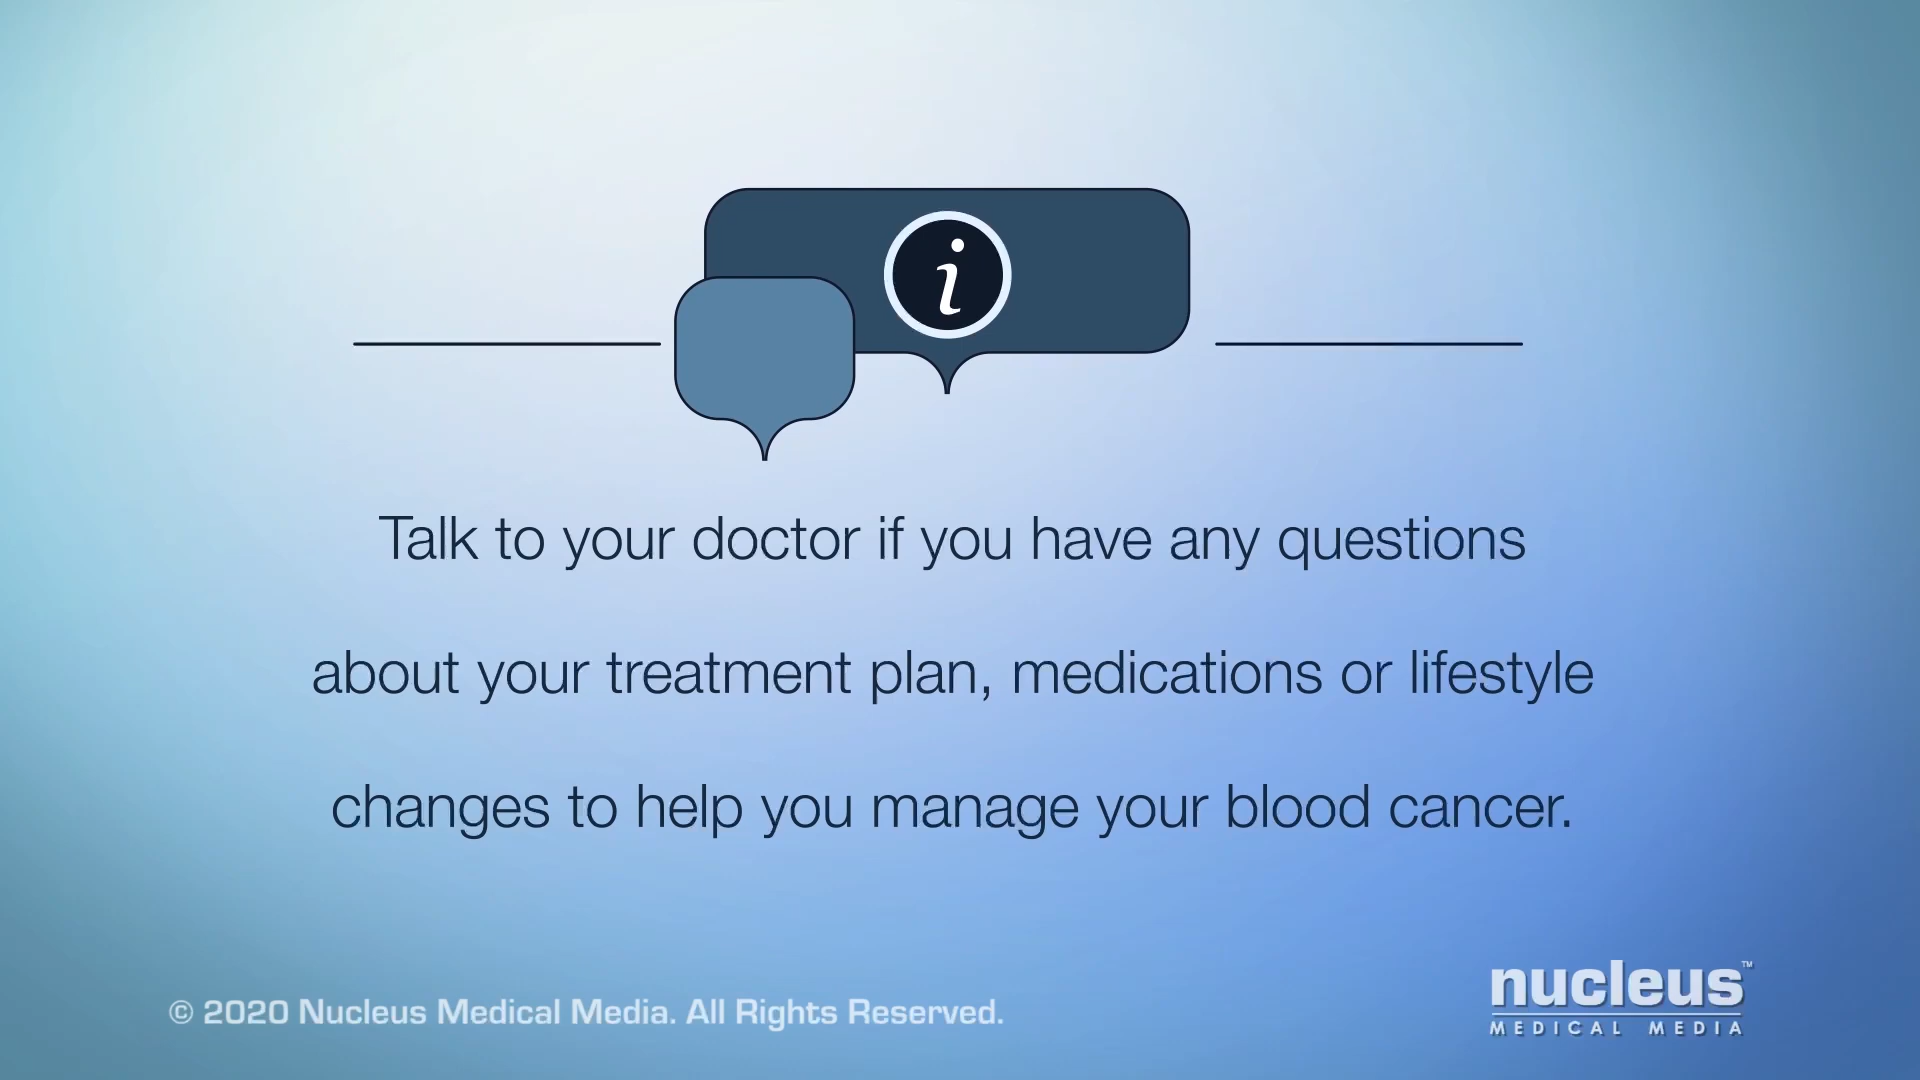 i
Talk to your doctor if you have any questions
about your treatment plan, medications or lifestyle
changes to help you manage your blood cancer.
© 2020 Nucleus Medical Media. All Rights Reserved.
nucleus™
MEDICAL MEDIA